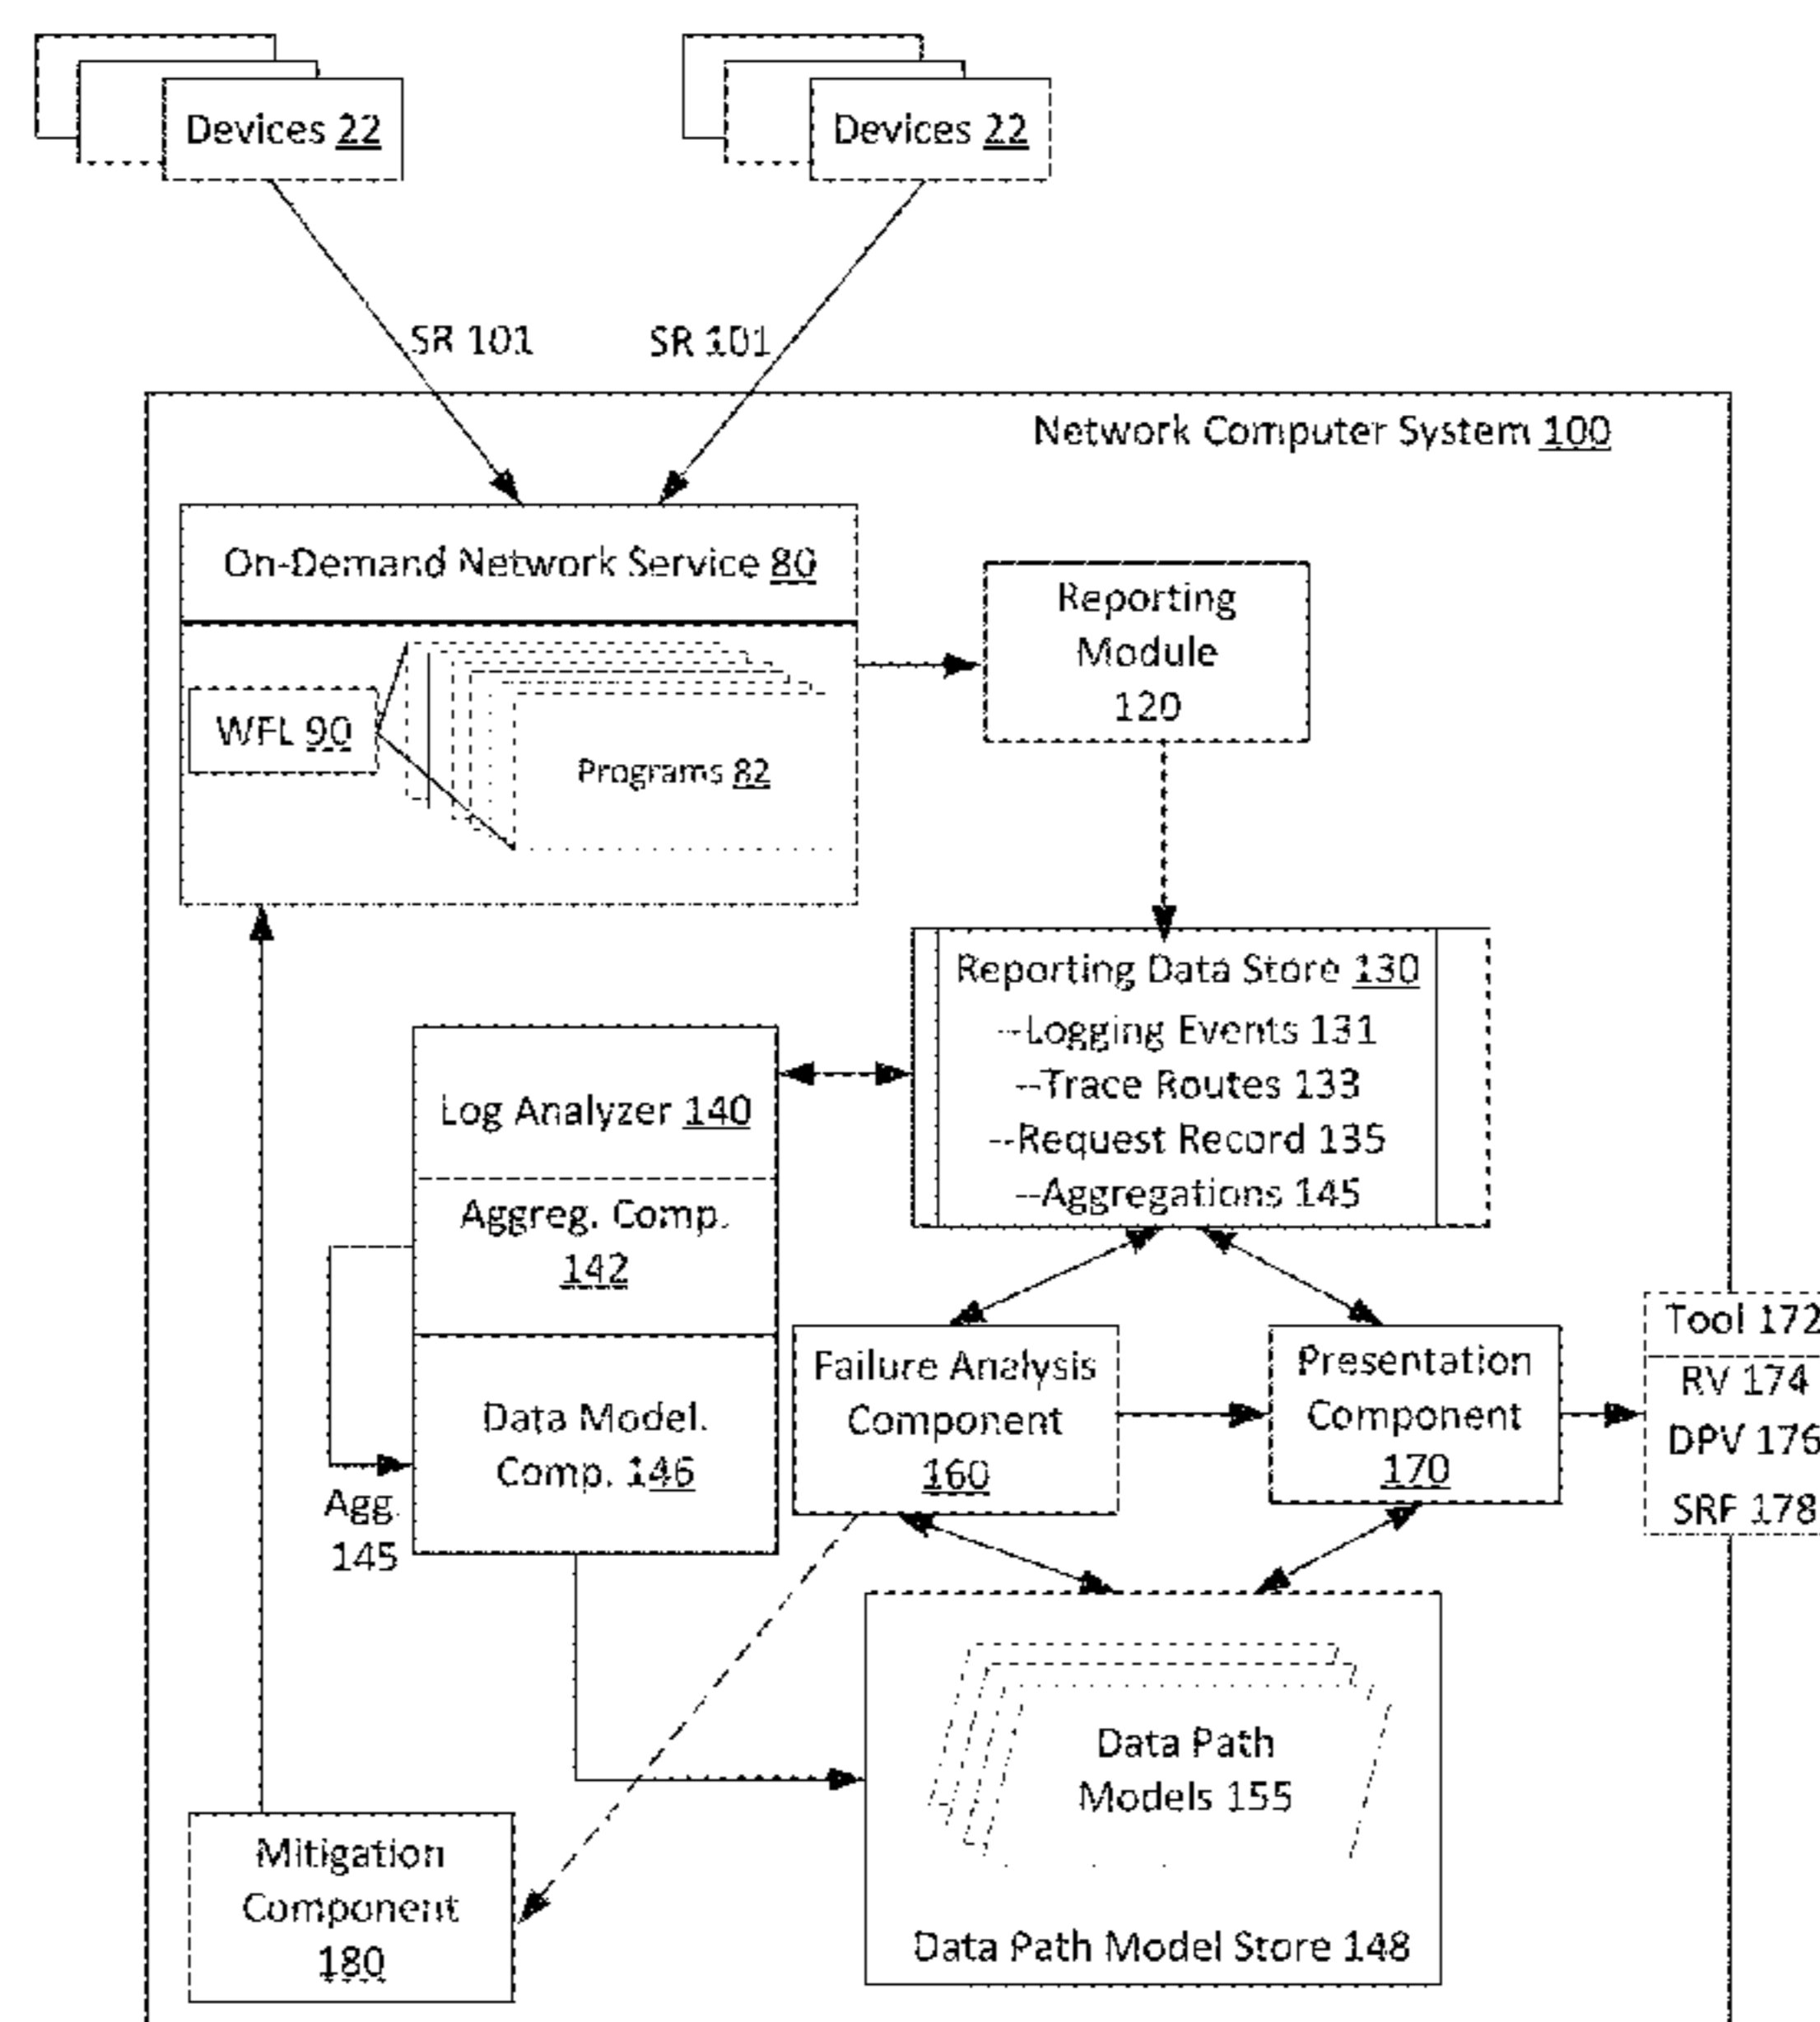 Devices 22
Devices 22
SR 101
SR 101
Network Computer System 100
On-Demand Network Service 80
WFL 90
Programs 82
Reporting
Module
120
Reporting Data Store 130
--Logging Events 131
--Trace Routes 133
--Request Record 135
--Aggregations 145
Log Analyzer 140
Aggreg. Comp.
142
Data Model.
Comp. 146
Agg.
145
Failure Analysis
Component
160
Presentation
Component
170
Tool 172
RV 174
DPV 176
SRF 178
Data Path
Models 155
Data Path Model Store 148
Mitigation
Component
180